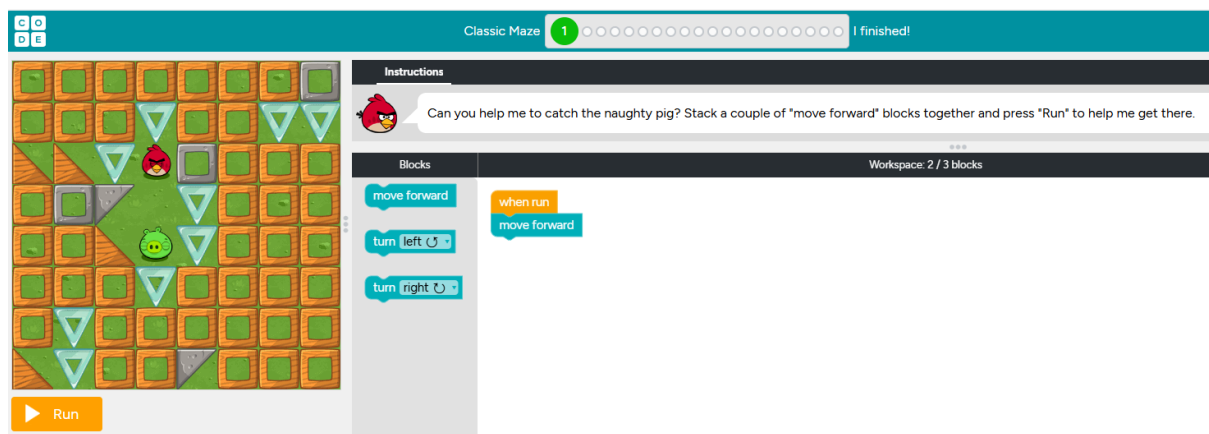 CODE
Classic Maze 1 I finished!
Instructions
Can you help me to catch the naughty pig? Stack a couple of "move forward" blocks together and press "Run" to help me get there.
Blocks
Workspace: 2 / 3 blocks
move forward
turn left ↺
turn right ↻
when run
move forward
Run